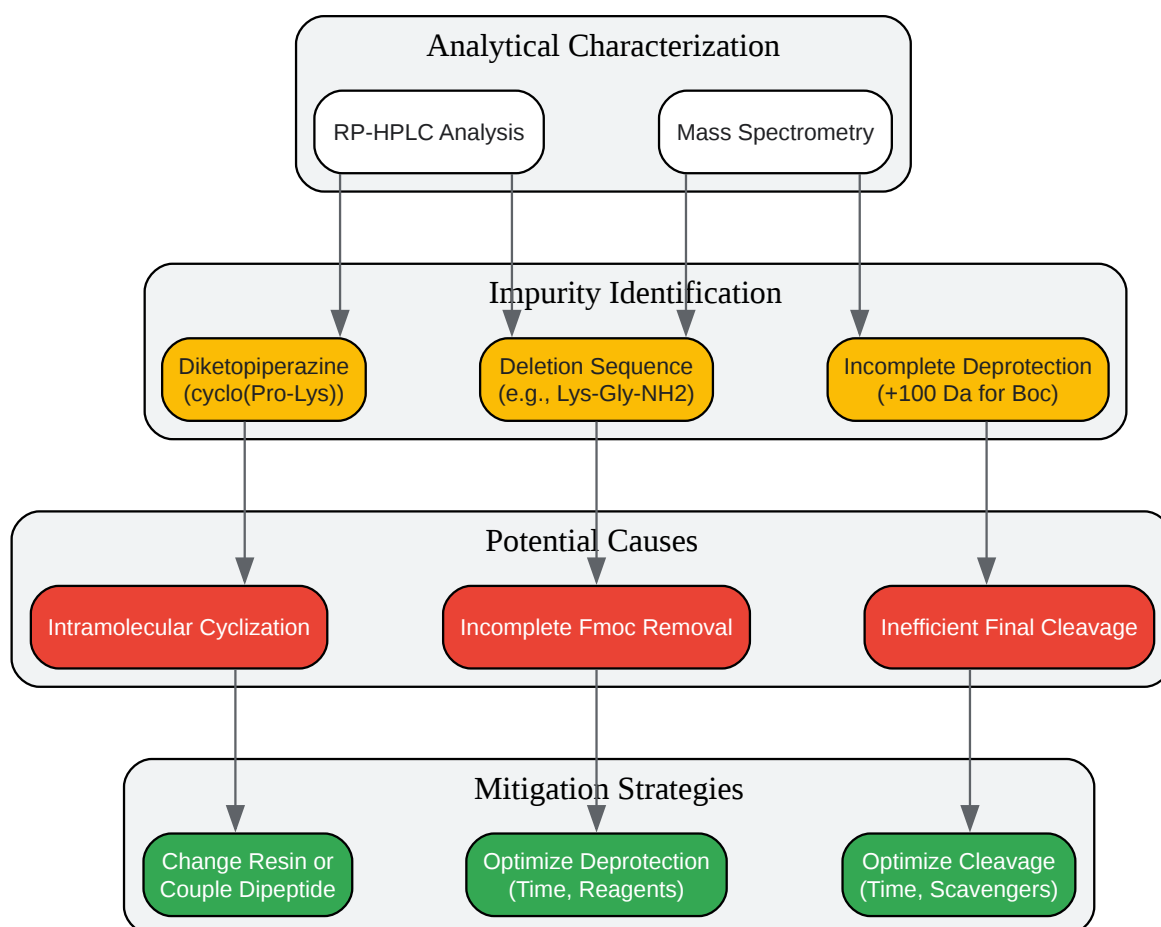 Analytical Characterization
RP-HPLC Analysis
Mass Spectrometry
Impurity Identification
Diketopiperazine
(cyclo(Pro-Lys))
Deletion Sequence
(e.g., Lys-Gly-NH2)
Incomplete Deprotection
(+100 Da for Boc)
Potential Causes
Intramolecular Cyclization
Incomplete Fmoc Removal
Inefficient Final Cleavage
Mitigation Strategies
Change Resin or
Couple Dipeptide
Optimize Deprotection
(Time, Reagents)
Optimize Cleavage
(Time, Scavengers)